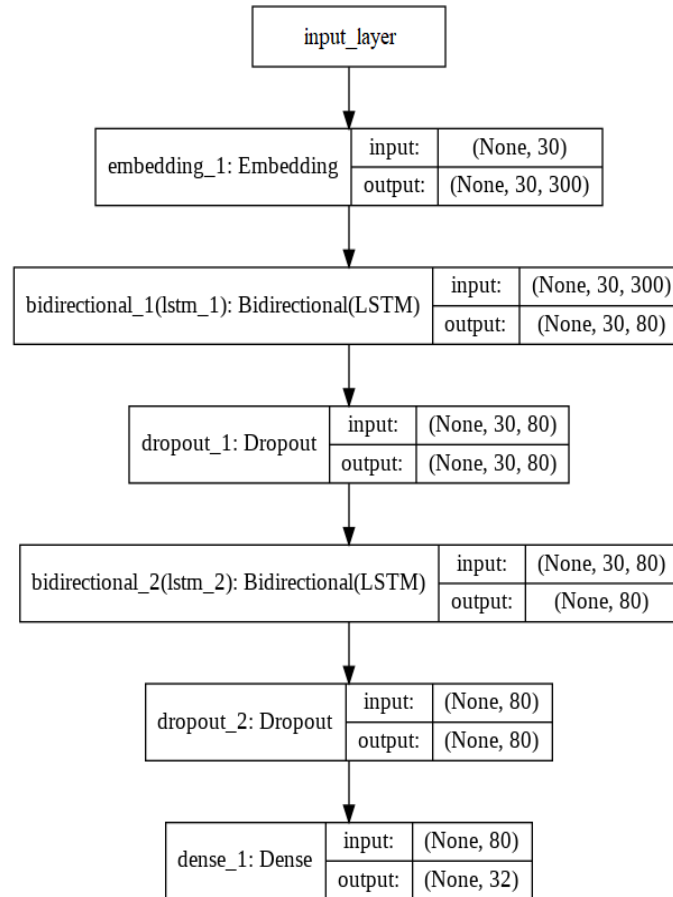 input_layer
embedding_1: Embedding
input: (None, 30)
output: (None, 30, 300)
bidirectional_1(lstm_1): Bidirectional(LSTM)
input: (None, 30, 300)
output: (None, 30, 80)
dropout_1: Dropout
input: (None, 30, 80)
output: (None, 30, 80)
bidirectional_2(lstm_2): Bidirectional(LSTM)
input: (None, 30, 80)
output: (None, 80)
dropout_2: Dropout
input: (None, 80)
output: (None, 80)
dense_1: Dense
input: (None, 80)
output: (None, 32)